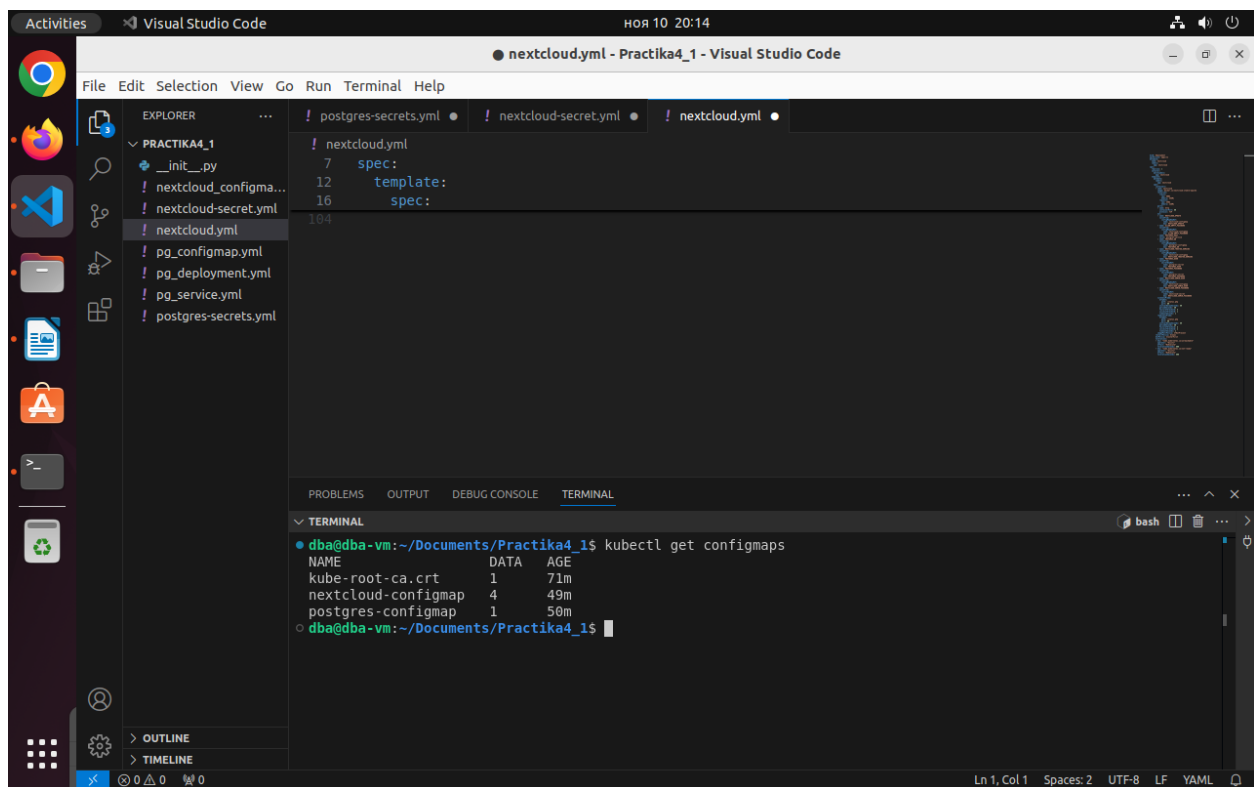 Activities Visual Studio Code ноя 10 20:14
● nextcloud.yml - Practika4_1 - Visual Studio Code
File Edit Selection View Go Run Terminal Help
EXPLORER ...
PRACTIKA4_1
__init__.py
! nextcloud_configma...
! nextcloud-secret.yml
! nextcloud.yml
! pg_configmap.yml
! pg_deployment.yml
! pg_service.yml
! postgres-secrets.yml
OUTLINE
TIMELINE
3
! postgres-secrets.yml ● ! nextcloud-secret.yml ● ! nextcloud.yml ● ...
! nextcloud.yml
7 spec:
12 template:
16 spec:
104
PROBLEMS OUTPUT DEBUG CONSOLE TERMINAL ...
TERMINAL bash ...
dba@dba-vm:~/Documents/Practika4_1$ kubectl get configmaps
NAME DATA AGE
kube-root-ca.crt 1 71m
nextcloud-configmap 4 49m
postgres-configmap 1 50m
dba@dba-vm:~/Documents/Practika4_1$
0 0 0 Ln 1, Col 1 Spaces: 2 UTF-8 LF YAML